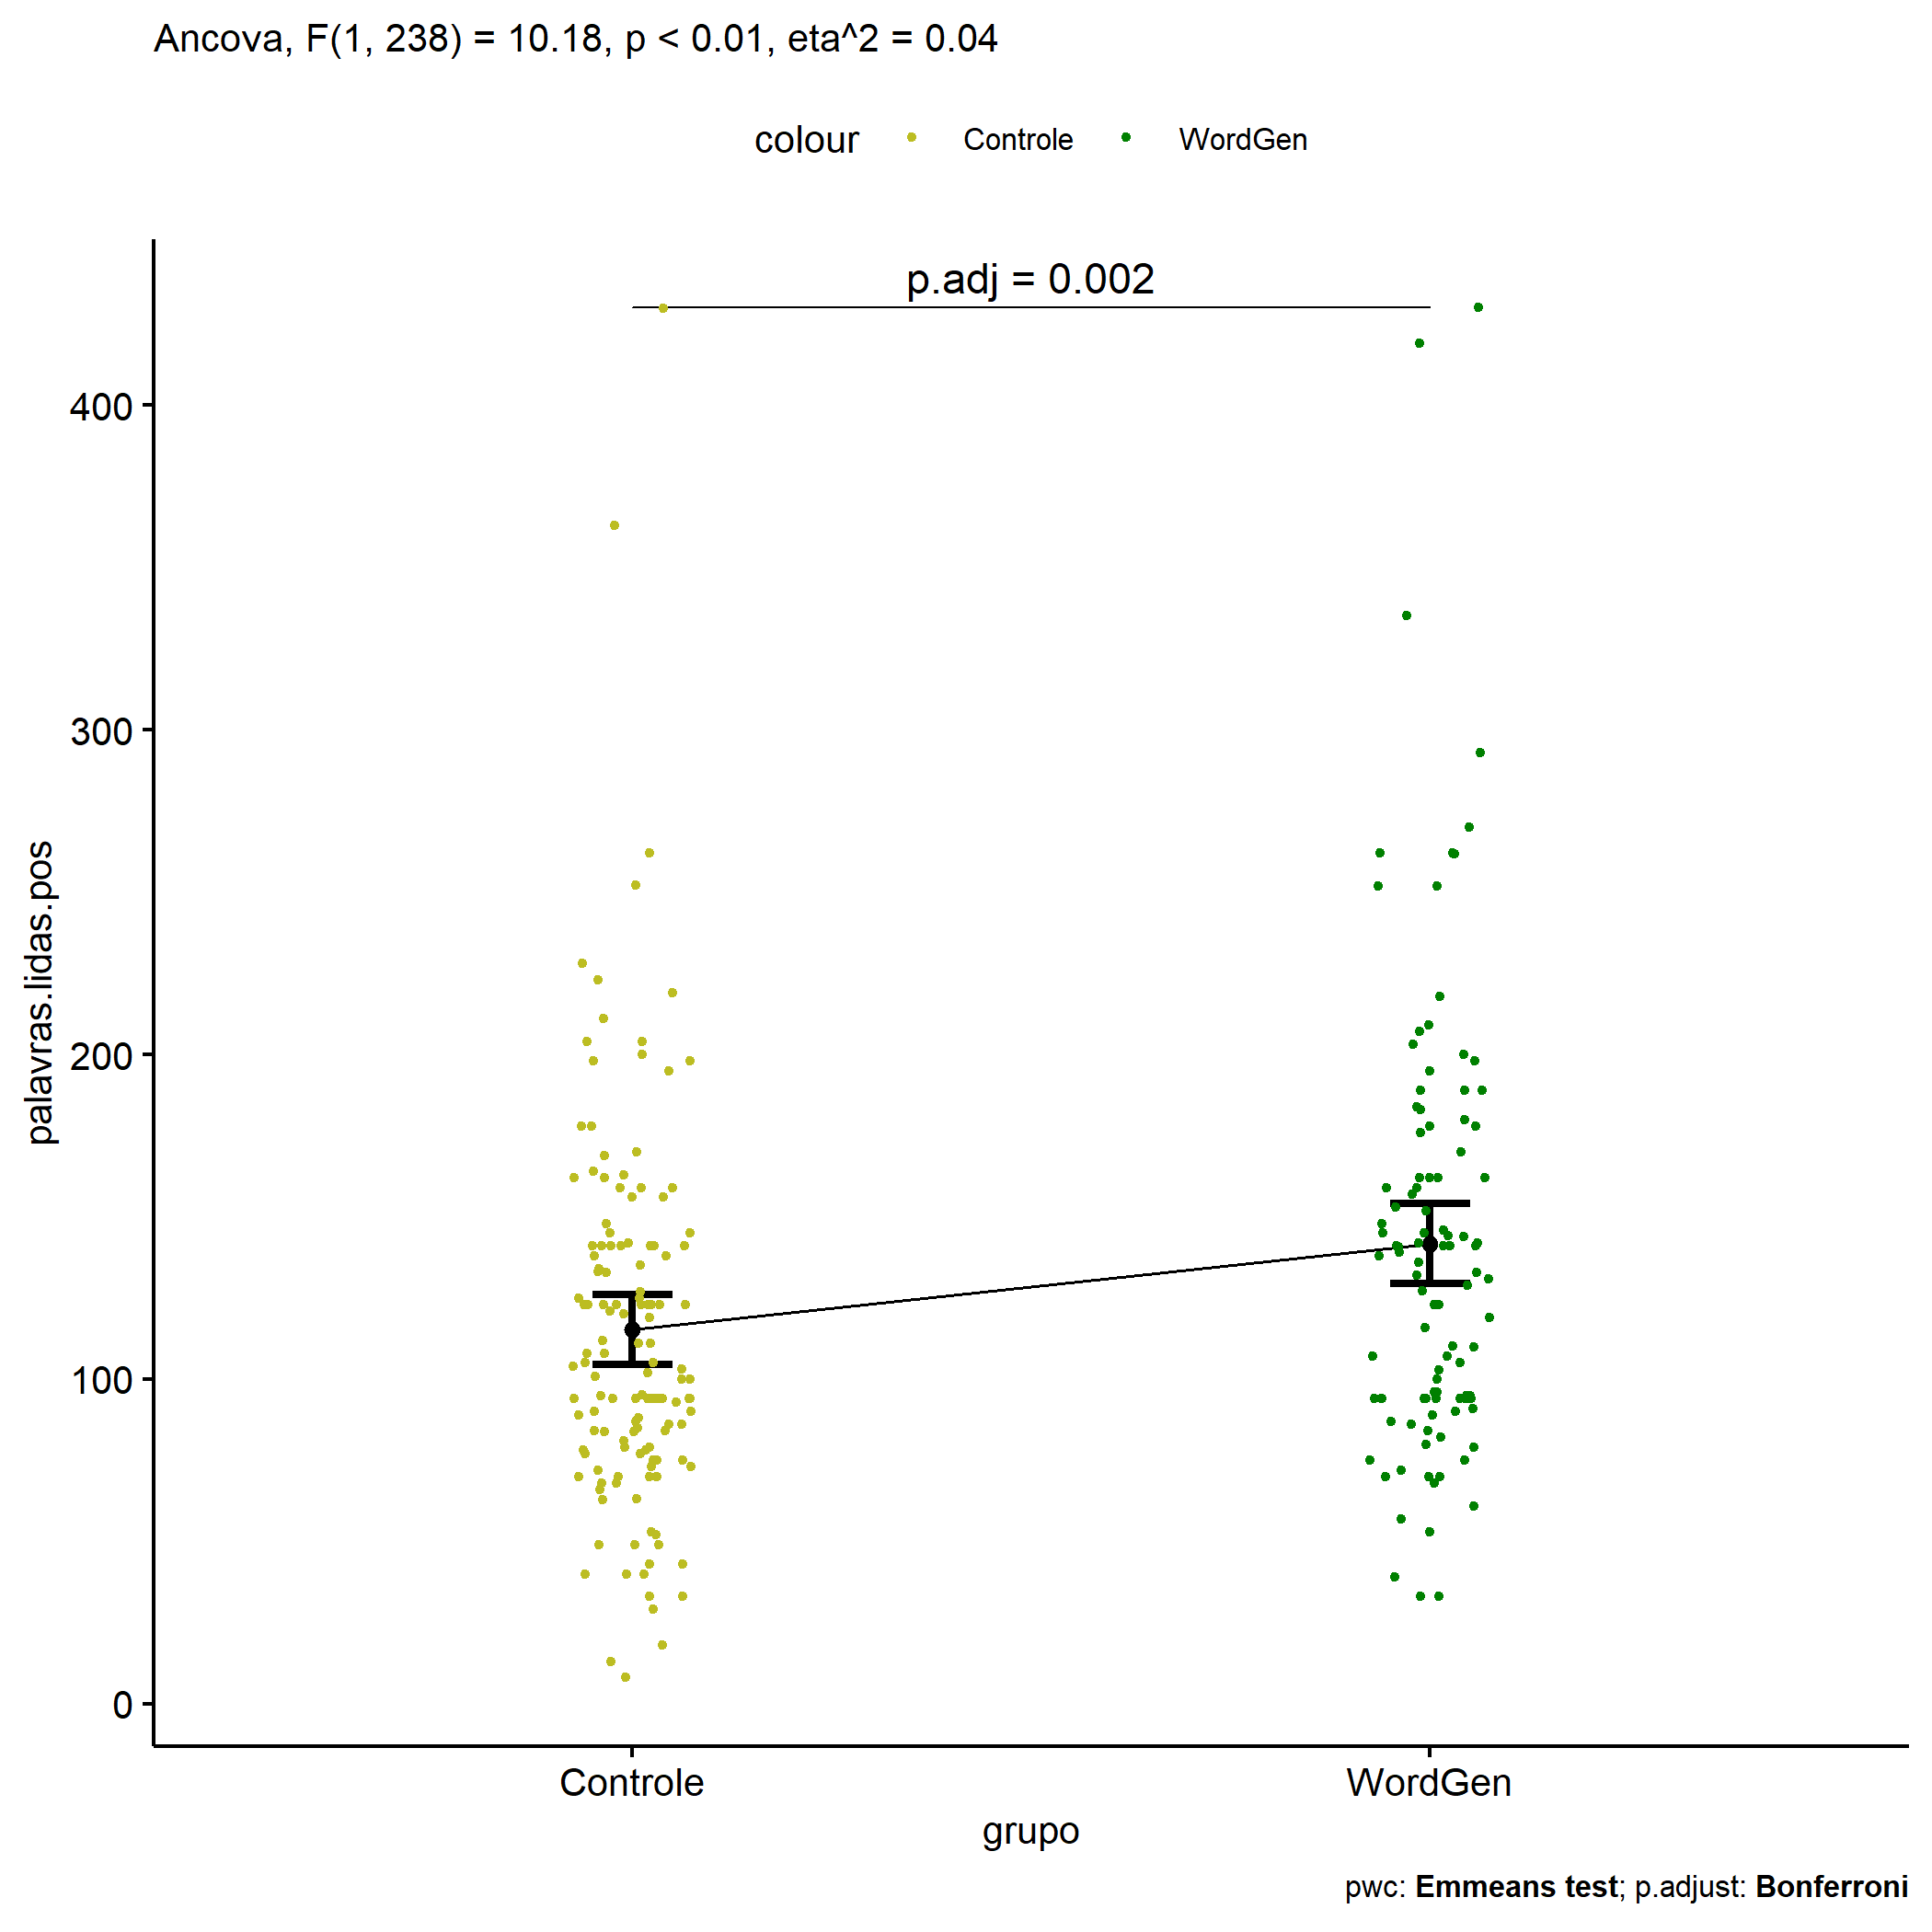 Ancova, F(1, 238) = 10.18, p < 0.01, eta^2 = 0.04
colour Controle WordGen
p.adj = 0.002
400
300
200
100
0
palavras.lidas.pos
Controle WordGen
grupo
pwc: Emmeans test; p.adjust: Bonferroni